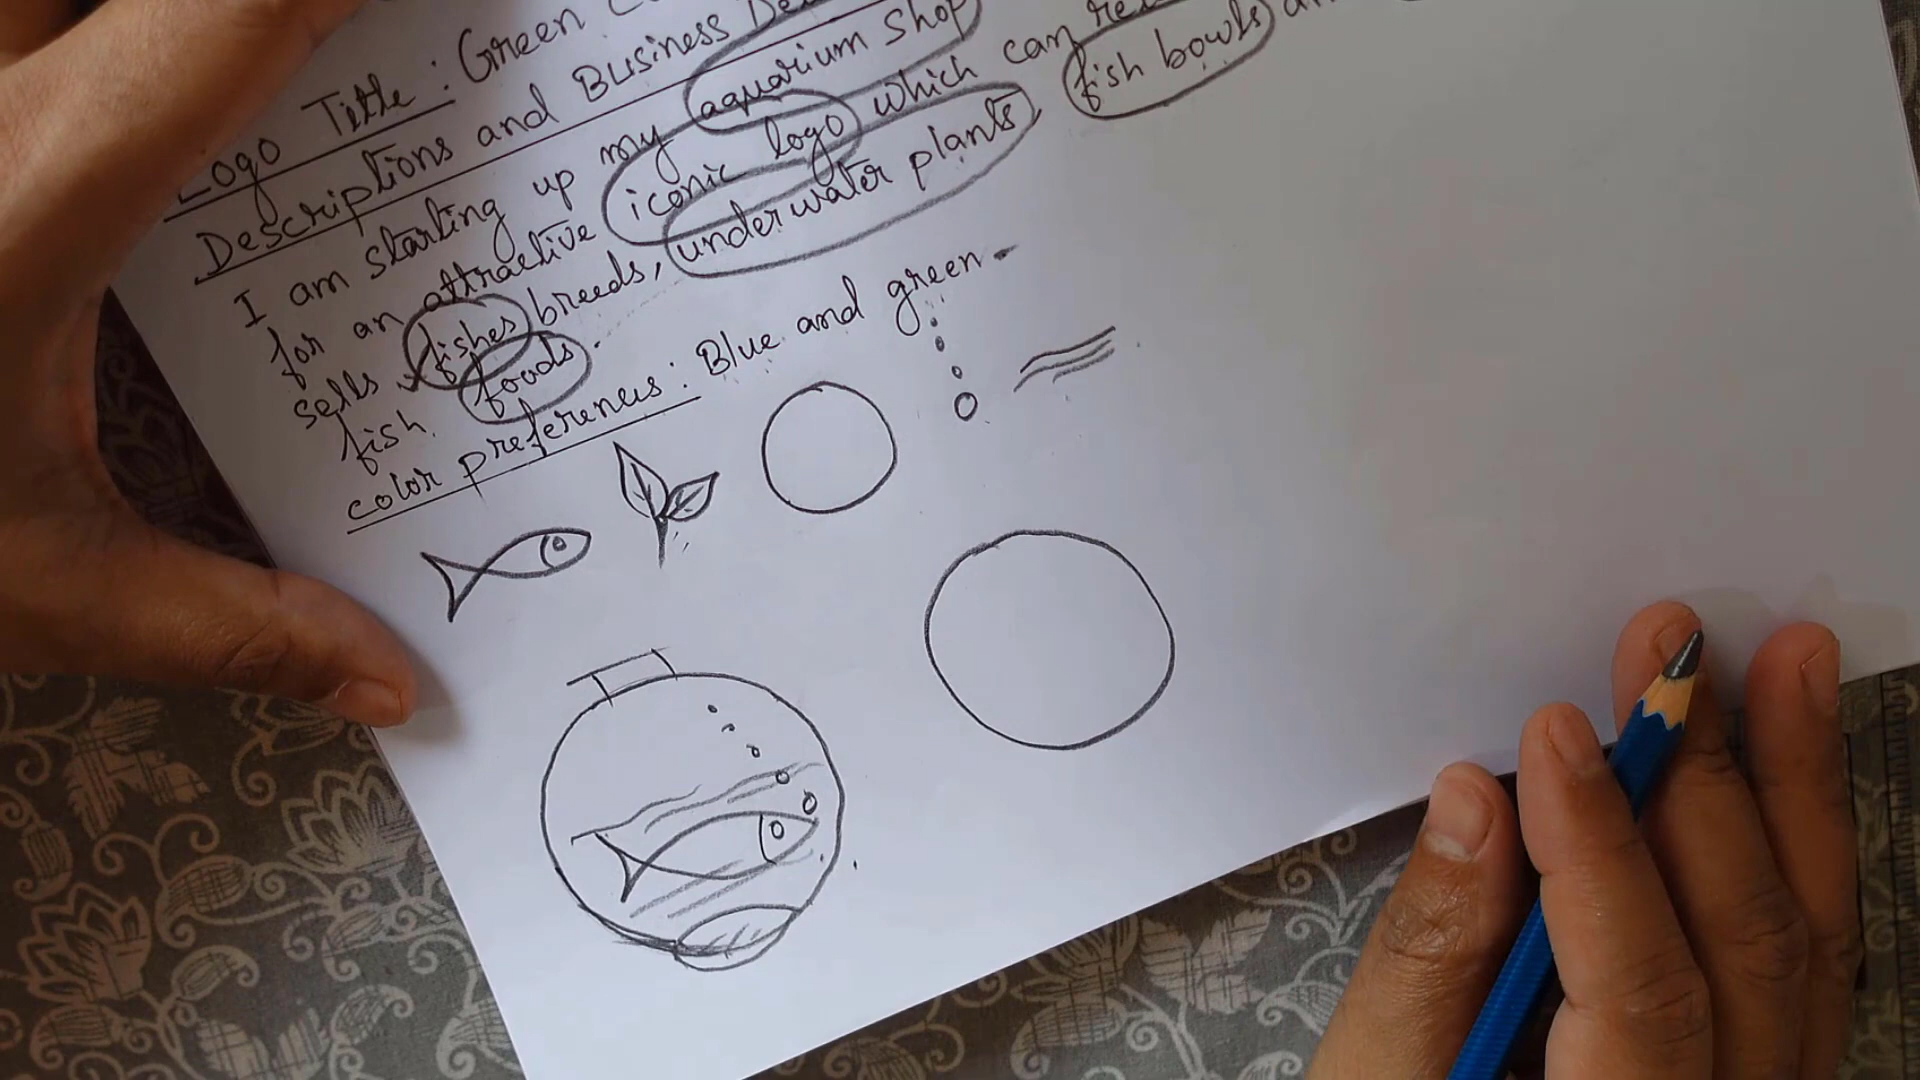 Logo Title: Green
Descriptions and Business
I am starting up my aquarium shop
for an attractive iconic logo which can
sells fishes breeds, underwater plants, fish bowls
fish foods.
color preferences: Blue and green